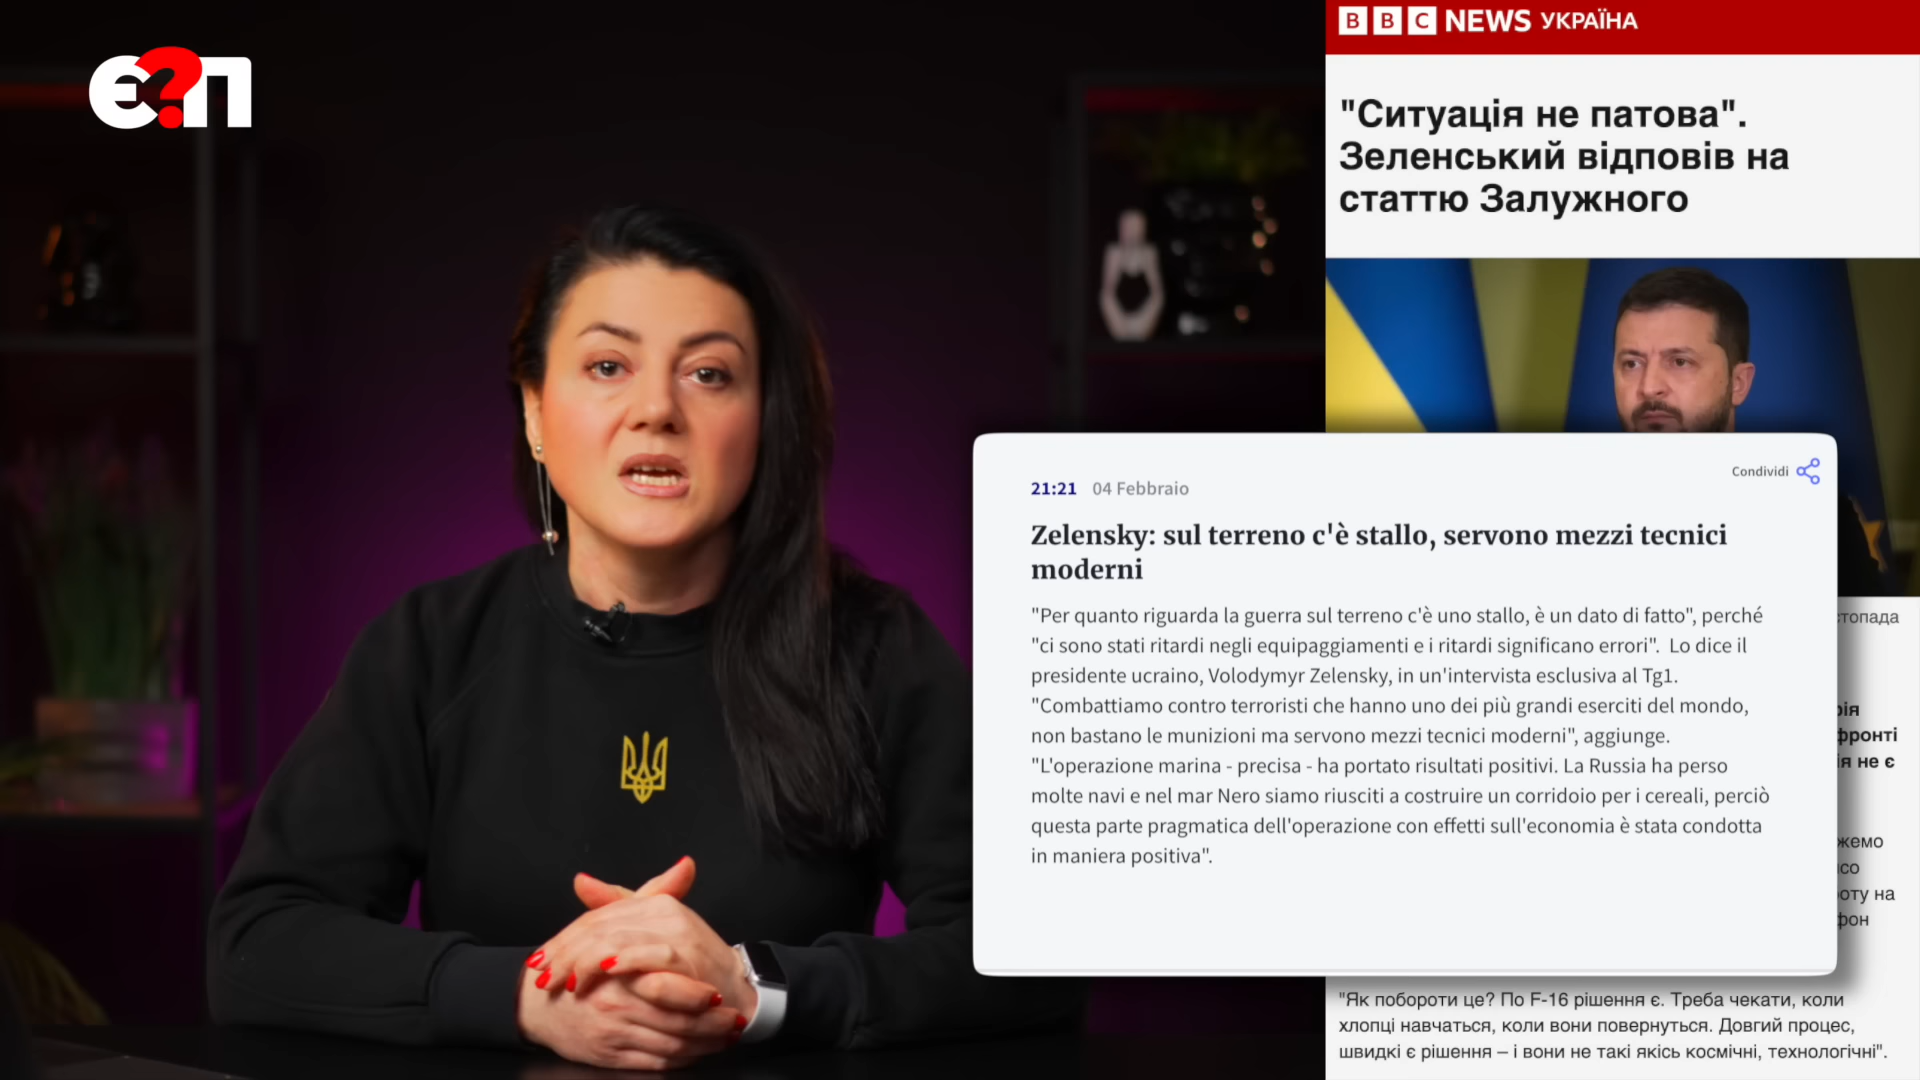 Є?П
BBC NEWS УКРАЇНА
"Ситуація не патова".
Зеленський відповів на
статтю Залужного
Condividi
21:21 04 Febbraio
Zelensky: sul terreno c'è stallo, servono mezzi tecnici
moderni
"Per quanto riguarda la guerra sul terreno c'è uno stallo, è un dato di fatto", perché
"ci sono stati ritardi negli equipaggiamenti e i ritardi significano errori". Lo dice il
presidente ucraino, Volodymyr Zelensky, in un'intervista esclusiva al Tg1.
"Combattiamo contro terroristi che hanno uno dei più grandi eserciti del mondo,
non bastano le munizioni ma servono mezzi tecnici moderni", aggiunge.
"L'operazione marina - precisa - ha portato risultati positivi. La Russia ha perso
molte navi e nel mar Nero siamo riusciti a costruire un corridoio per i cereali, perciò
questa parte pragmatica dell'operazione con effetti sull'economia è stata condotta
in maniera positiva".
фронті
не є
на
"Як побороти це? По F-16 рішення є. Треба чекати, коли
хлопці навчаться, коли вони повернуться. Довгий процес,
швидкі є рішення – і вони не такі якісь космічні, технологічні".